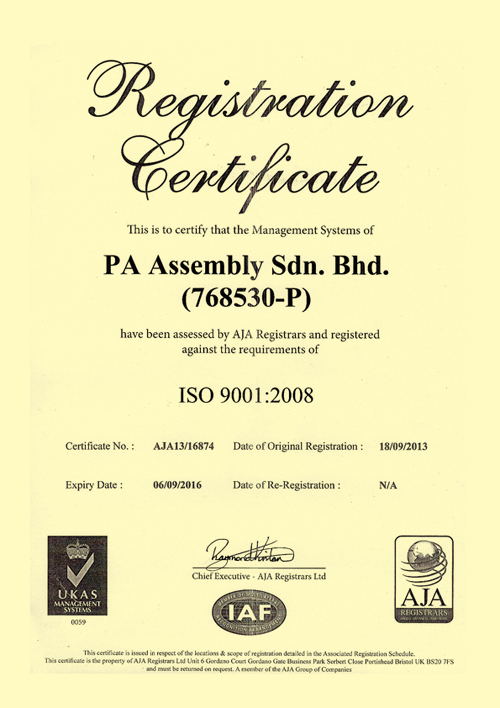 Registration
Certificate
This is to certify that the Management Systems of
PA Assembly Sdn. Bhd.
(768530-P)
have been assessed by AJA Registrars and registered
against the requirements of
ISO 9001:2008
Certificate No. : AJA13/16874 Date of Original Registration : 18/09/2013
Expiry Date : 06/09/2016 Date of Re-Registration : N/A
UKAS
MANAGEMENT
SYSTEMS
0059
Chief Executive - AJA Registrars Ltd
IAF
AJA
REGISTRARS
This certificate is issued in respect of the locations & scope of registration detailed in the Associated Registration Schedule.
This certificate is the property of AJA Registrars Ltd Unit 6 Gordano Court Gordano Gate Business Park Serbert Close Portishead Bristol UK BS20 7FS
and must be returned on request. A member of the AJA Group of Companies